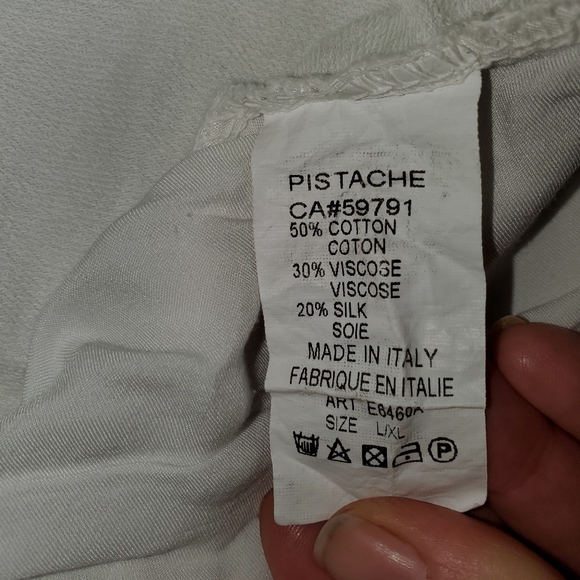 PISTACHE
CA#59791
50% COTTON
COTON
30% VISCOSE
VISCOSE
20% SILK
SOIE
MADE IN ITALY
FABRIQUE EN ITALIE
ART
SIZE L/XL
P